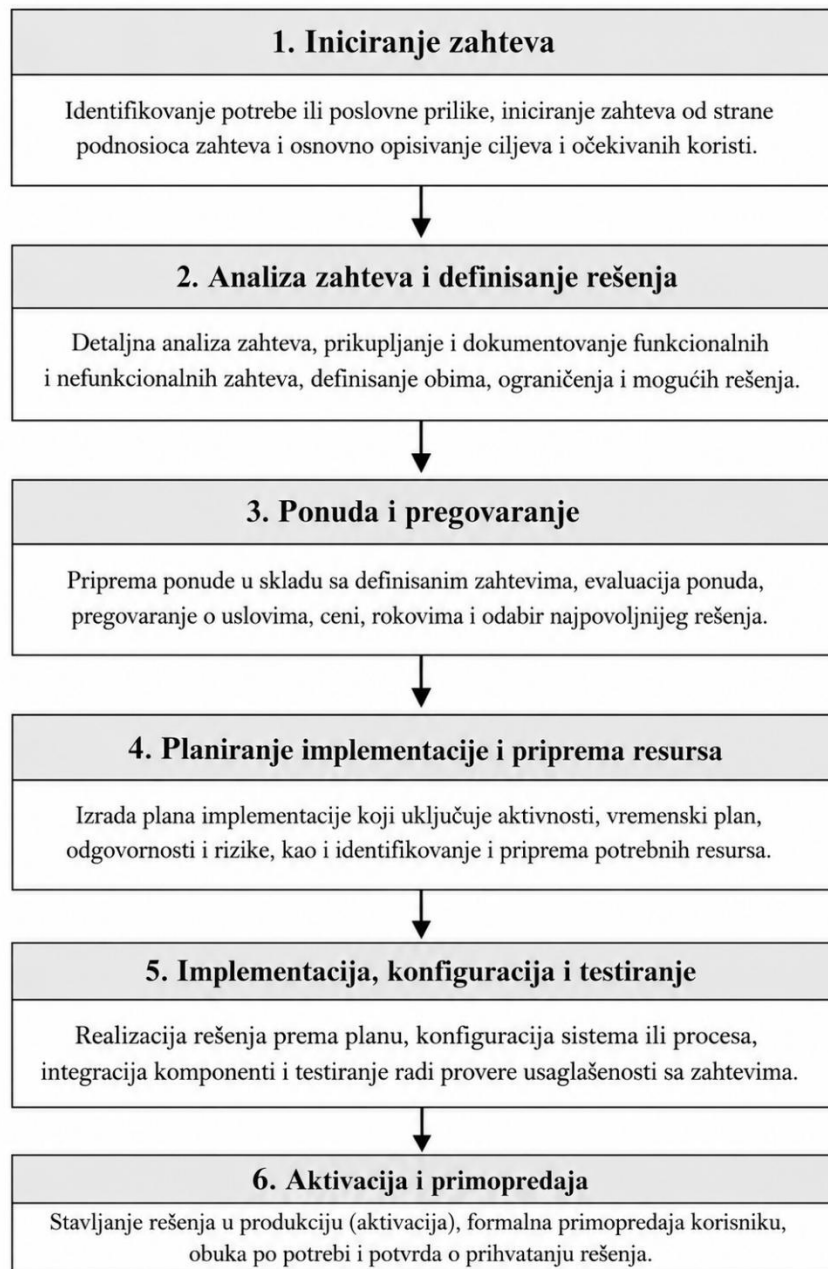 1. Iniciranje zahteva
Identifikovanje potrebe ili poslovne prilike, iniciranje zahteva od strane
podnosioca zahteva i osnovno opisivanje ciljeva i očekivanih koristi.
2. Analiza zahteva i definisanje rešenja
Detaljna analiza zahteva, prikupljanje i dokumentovanje funkcionalnih
i nefunkcionalnih zahteva, definisanje obima, ograničenja i mogućih rešenja.
3. Ponuda i pregovaranje
Priprema ponude u skladu sa definisanim zahtevima, evaluacija ponuda,
pregovaranje o uslovima, ceni, rokovima i odabir najpovoljnijeg rešenja.
4. Planiranje implementacije i priprema resursa
Izrada plana implementacije koji uključuje aktivnosti, vremenski plan,
odgovornosti i rizike, kao i identifikovanje i priprema potrebnih resursa.
5. Implementacija, konfiguracija i testiranje
Realizacija rešenja prema planu, konfiguracija sistema ili procesa,
integracija komponenti i testiranje radi provere usaglašenosti sa zahtevima.
6. Aktivacija i primopredaja
Stavljanje rešenja u produkciju (aktivacija), formalna primopredaja korisniku,
obuka po potrebi i potvrda o prihvatanju rešenja.